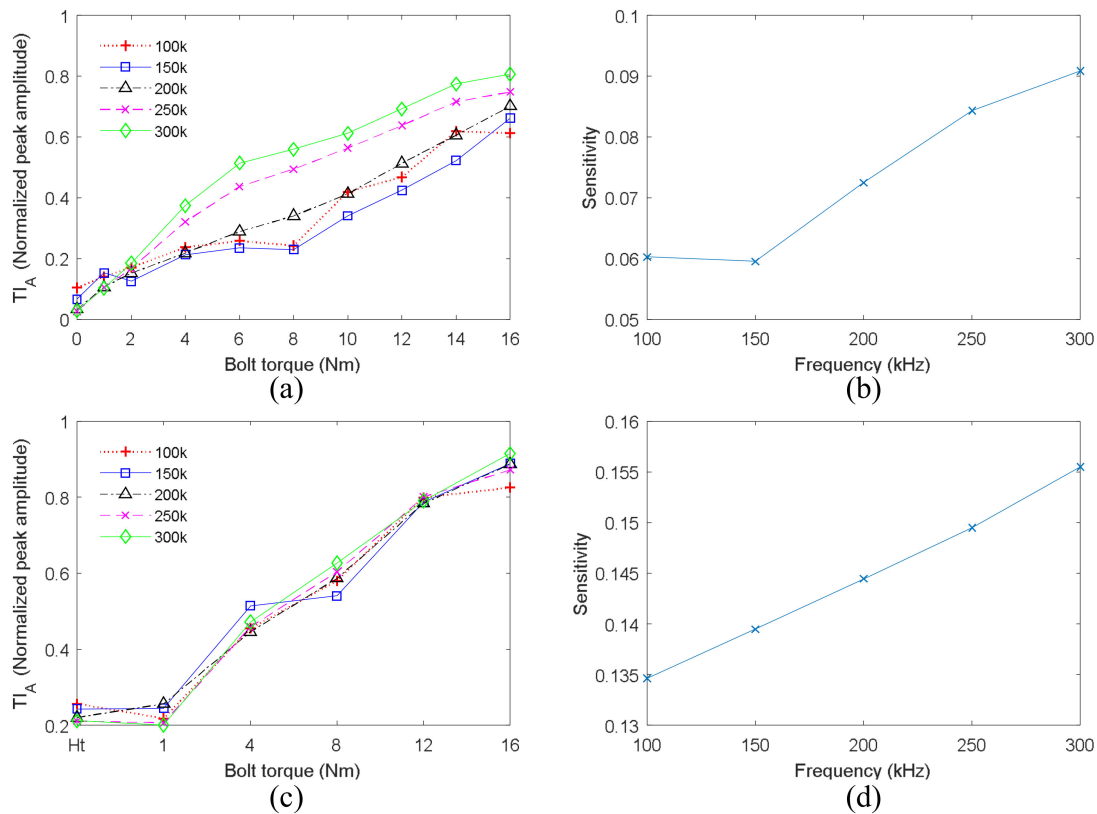 1
0.8
0.6
0.4
0.2
0
TI_A (Normalized peak amplitude)
100k
150k
200k
250k
300k
0 2 4 6 8 10 12 14 16
Bolt torque (Nm)
(a)
0.1
0.09
0.08
0.07
0.06
0.05
Sensitivity
100 150 200 250 300
Frequency (kHz)
(b)
1
0.8
0.6
0.4
0.2
TI_A (Normalized peak amplitude)
100k
150k
200k
250k
300k
Ht 1 4 8 12 16
Bolt torque (Nm)
(c)
0.16
0.155
0.15
0.145
0.14
0.135
0.13
Sensitivity
100 150 200 250 300
Frequency (kHz)
(d)